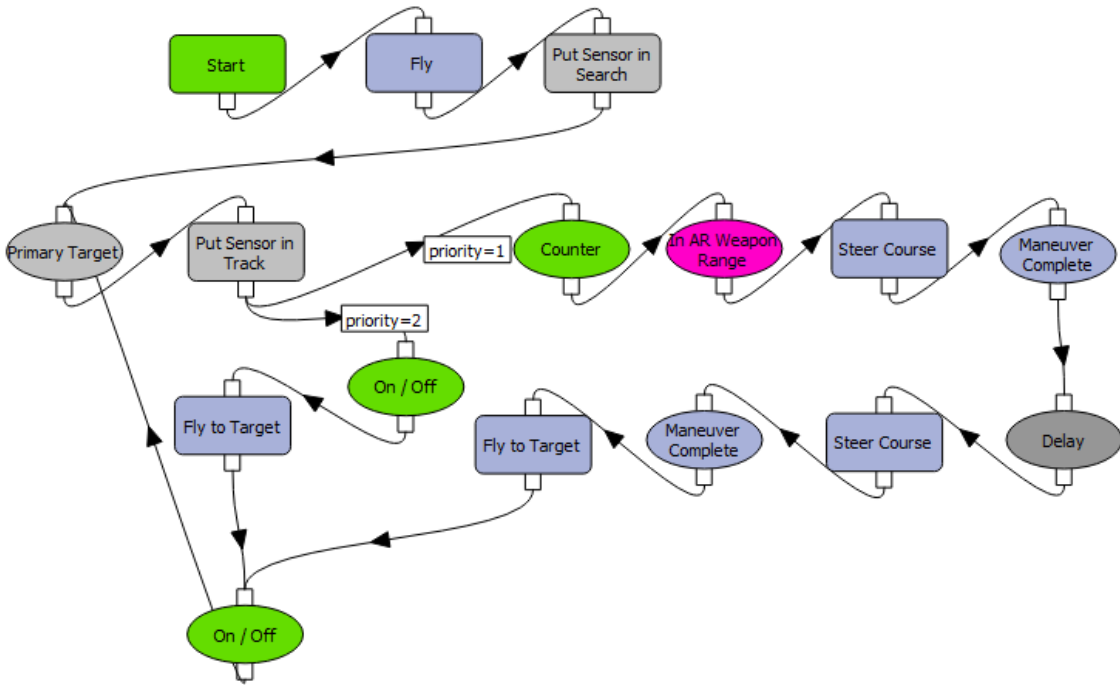 Start
Fly
Put Sensor in
Search
Primary Target
Put Sensor in
Track
priority=1
Counter
In AR Weapon
Range
Steer Course
Maneuver
Complete
priority=2
On / Off
Fly to Target
Fly to Target
Maneuver
Complete
Steer Course
Delay
On / Off